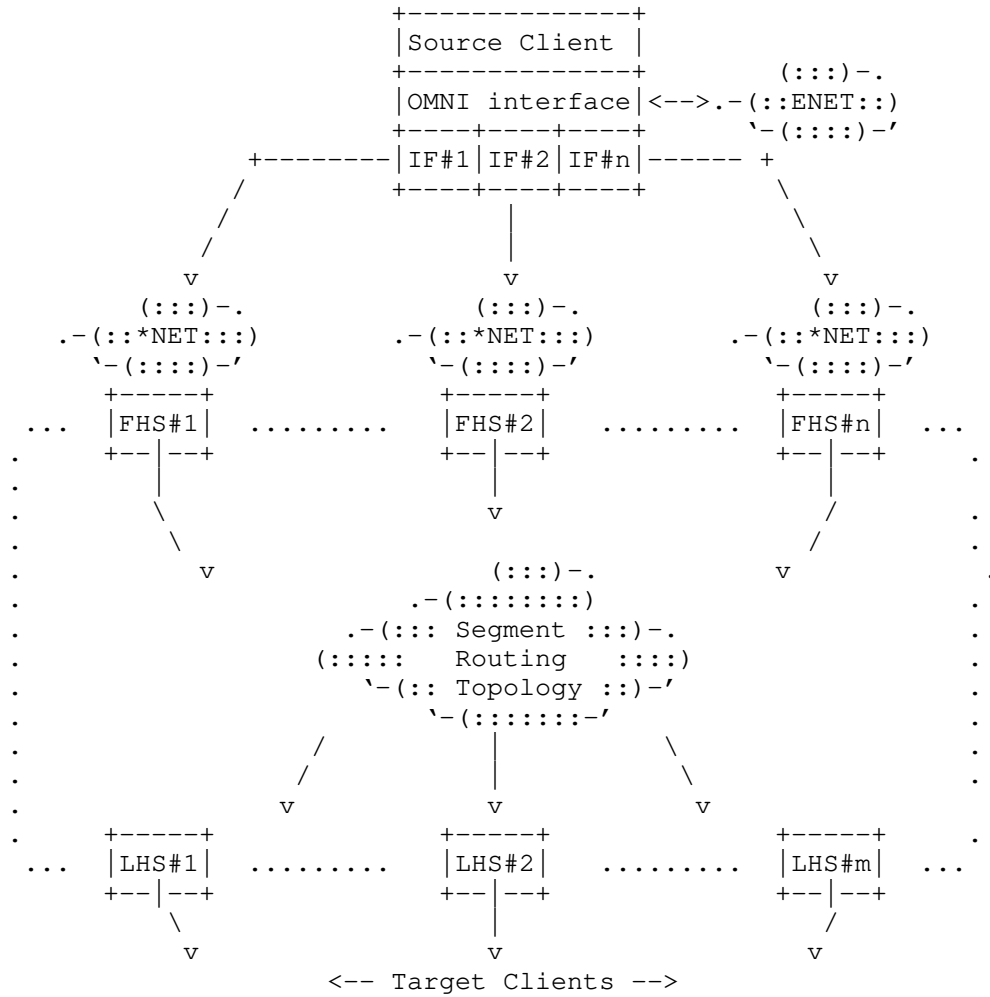 Source Client
OMNI interface
ENET
IF#1 IF#2 IF#n
*NET *NET *NET
FHS#1 FHS#2 FHS#n
Segment
Routing
Topology
LHS#1 LHS#2 LHS#m
<-- Target Clients -->